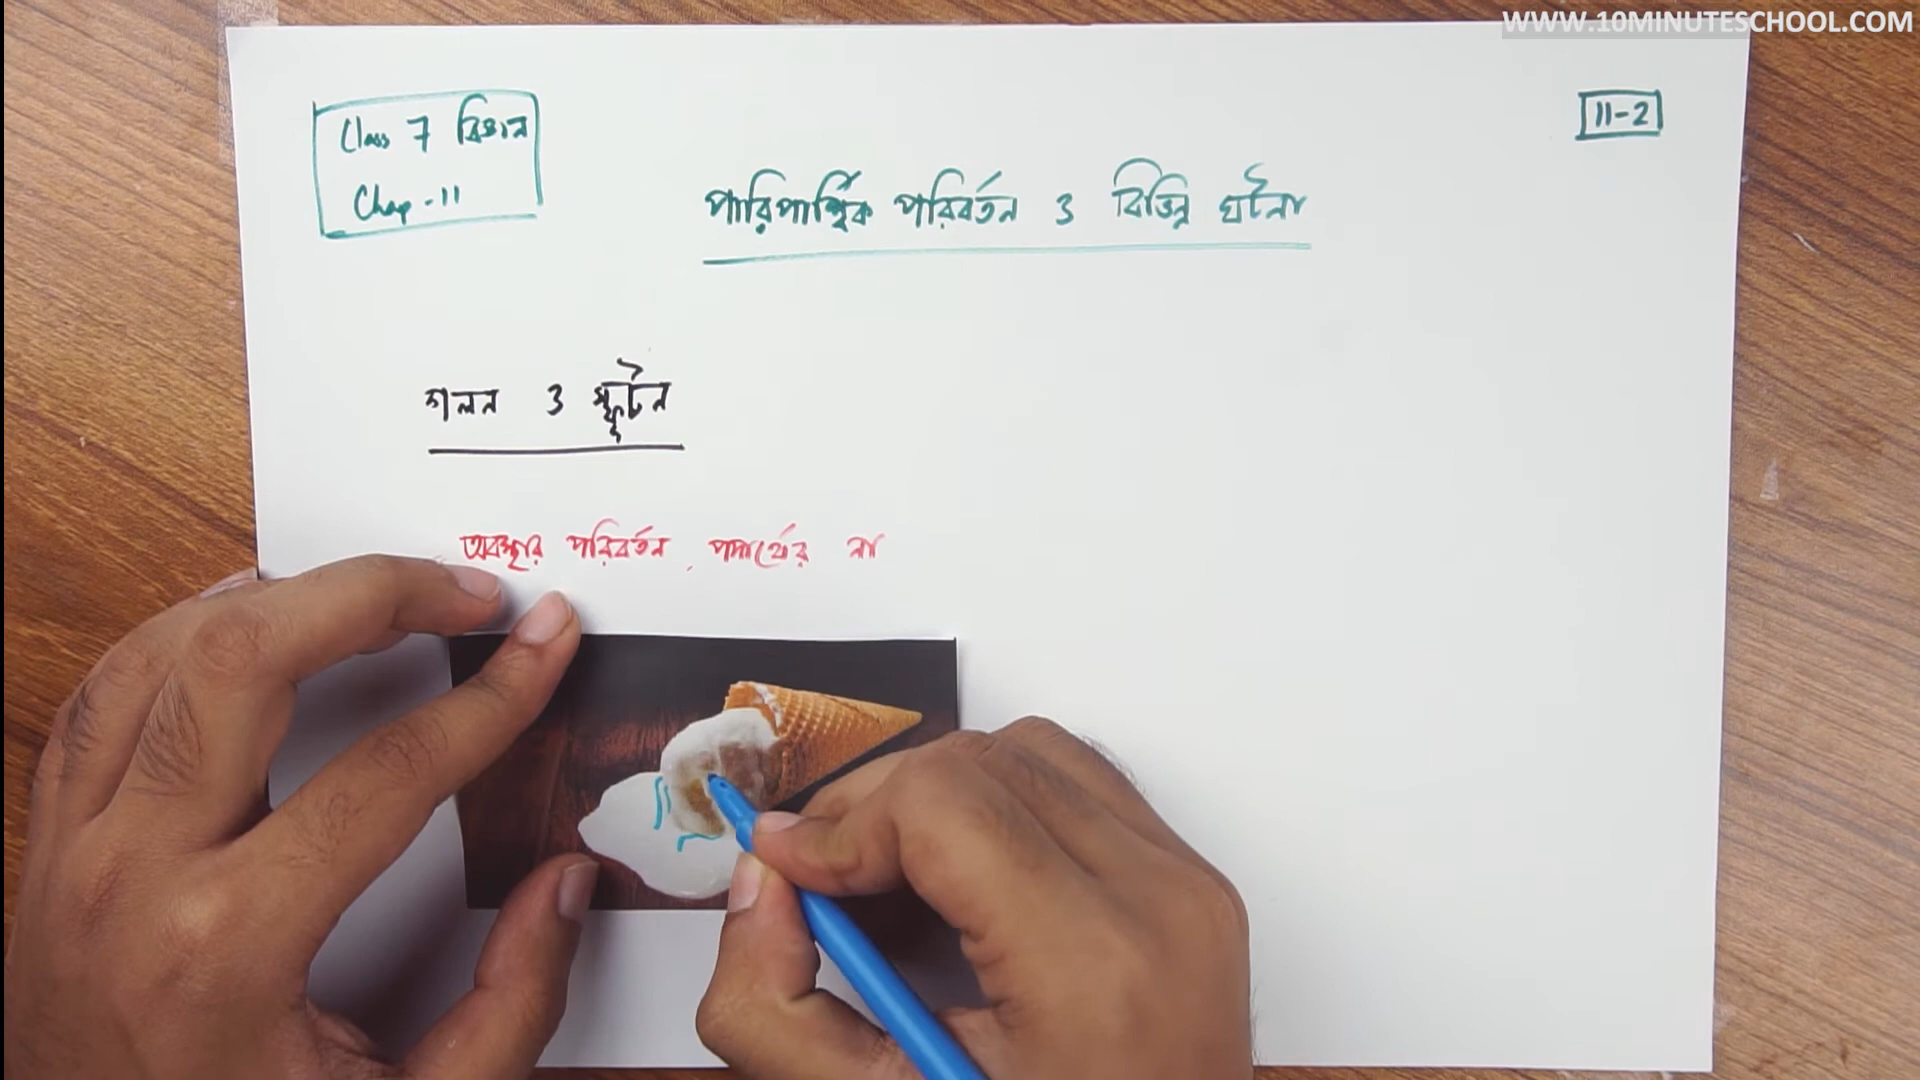 WWW.10MINUTESCHOOL.COM
Class 7 বিজ্ঞান
Chap-11
11-2
পারিপার্শ্বিক পরিবর্তন ও বিভিন্ন ঘটনা
গলন ও স্ফুটন
অবস্থার পরিবর্তন, পদার্থের না